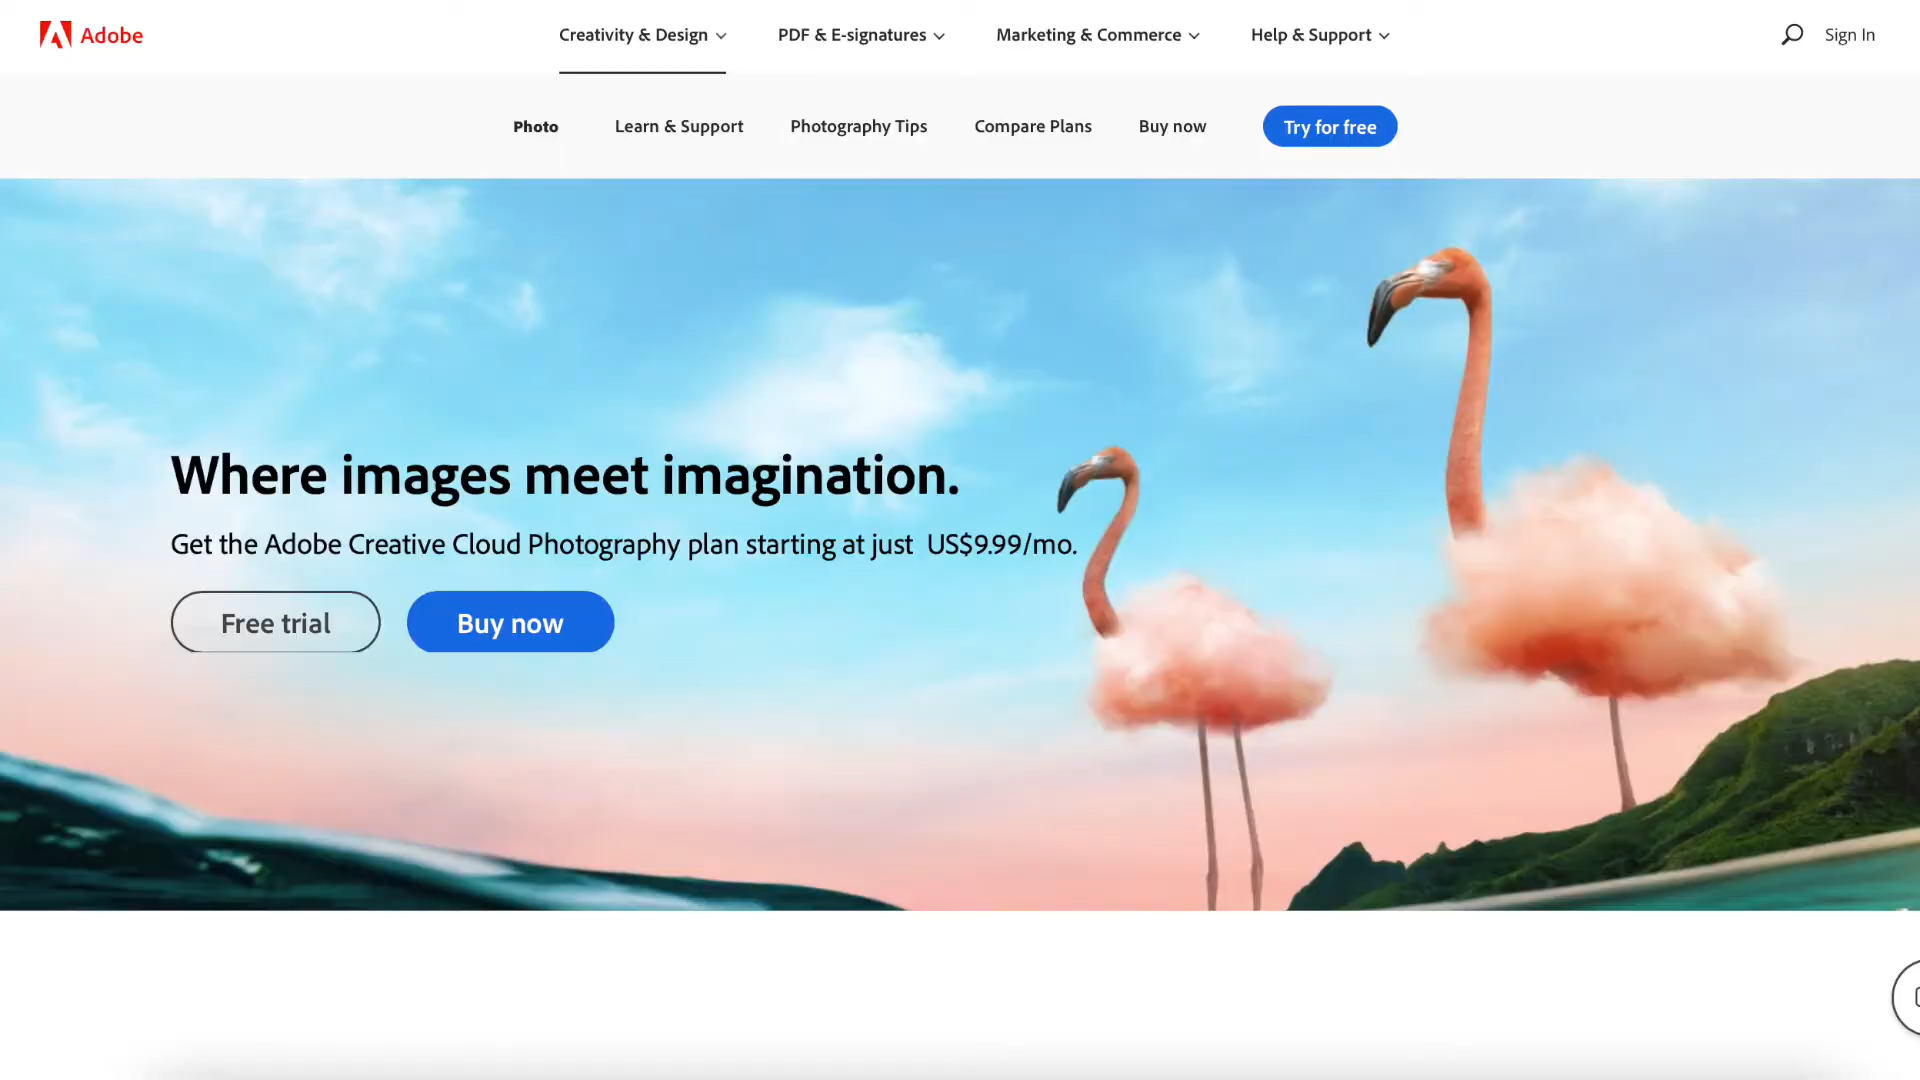 Adobe
Creativity & Design
PDF & E-signatures
Marketing & Commerce
Help & Support
Sign In
Photo
Learn & Support
Photography Tips
Compare Plans
Buy now
Try for free
Where images meet imagination.
Get the Adobe Creative Cloud Photography plan starting at just US$9.99/mo.
Free trial
Buy now